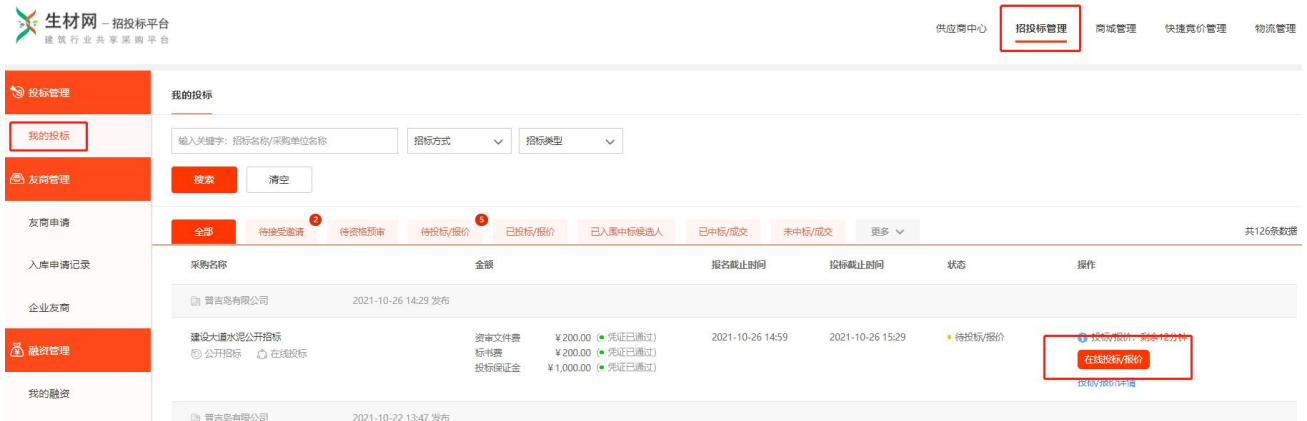 生材网 – 招投标平台
建筑行业共享采购平台
供应商中心 招投标管理 商城管理 快捷竞价管理 物流管理
投标管理
我的投标
我的投标
输入关键字：招标名称/采购单位名称 招标方式 招标类型
搜索 清空
友商管理
友商申请
全部 待接受邀请 2 待资格预审 待投标/报价 5 已投标/报价 已入围中标候选人 已中标/成交 未中标/成交 更多 共126条数据
入库申请记录
采购名称 金额 报名截止时间 投标截止时间 状态 操作
企业友商
普吉岛有限公司 2021-10-26 14:29 发布
融资管理
建设大道水泥公开招标 资审文件费 ¥200.00 (凭证已通过) 2021-10-26 14:59 2021-10-26 15:29 待投标/报价 投标/报价：剩余12分钟
公开招标 在线投标 标书费 ¥200.00 (凭证已通过) 在线投标/报价
投标保证金 ¥1,000.00 (凭证已通过) 投标/报价详情
我的融资
普吉岛有限公司 2021-10-22 13:47 发布